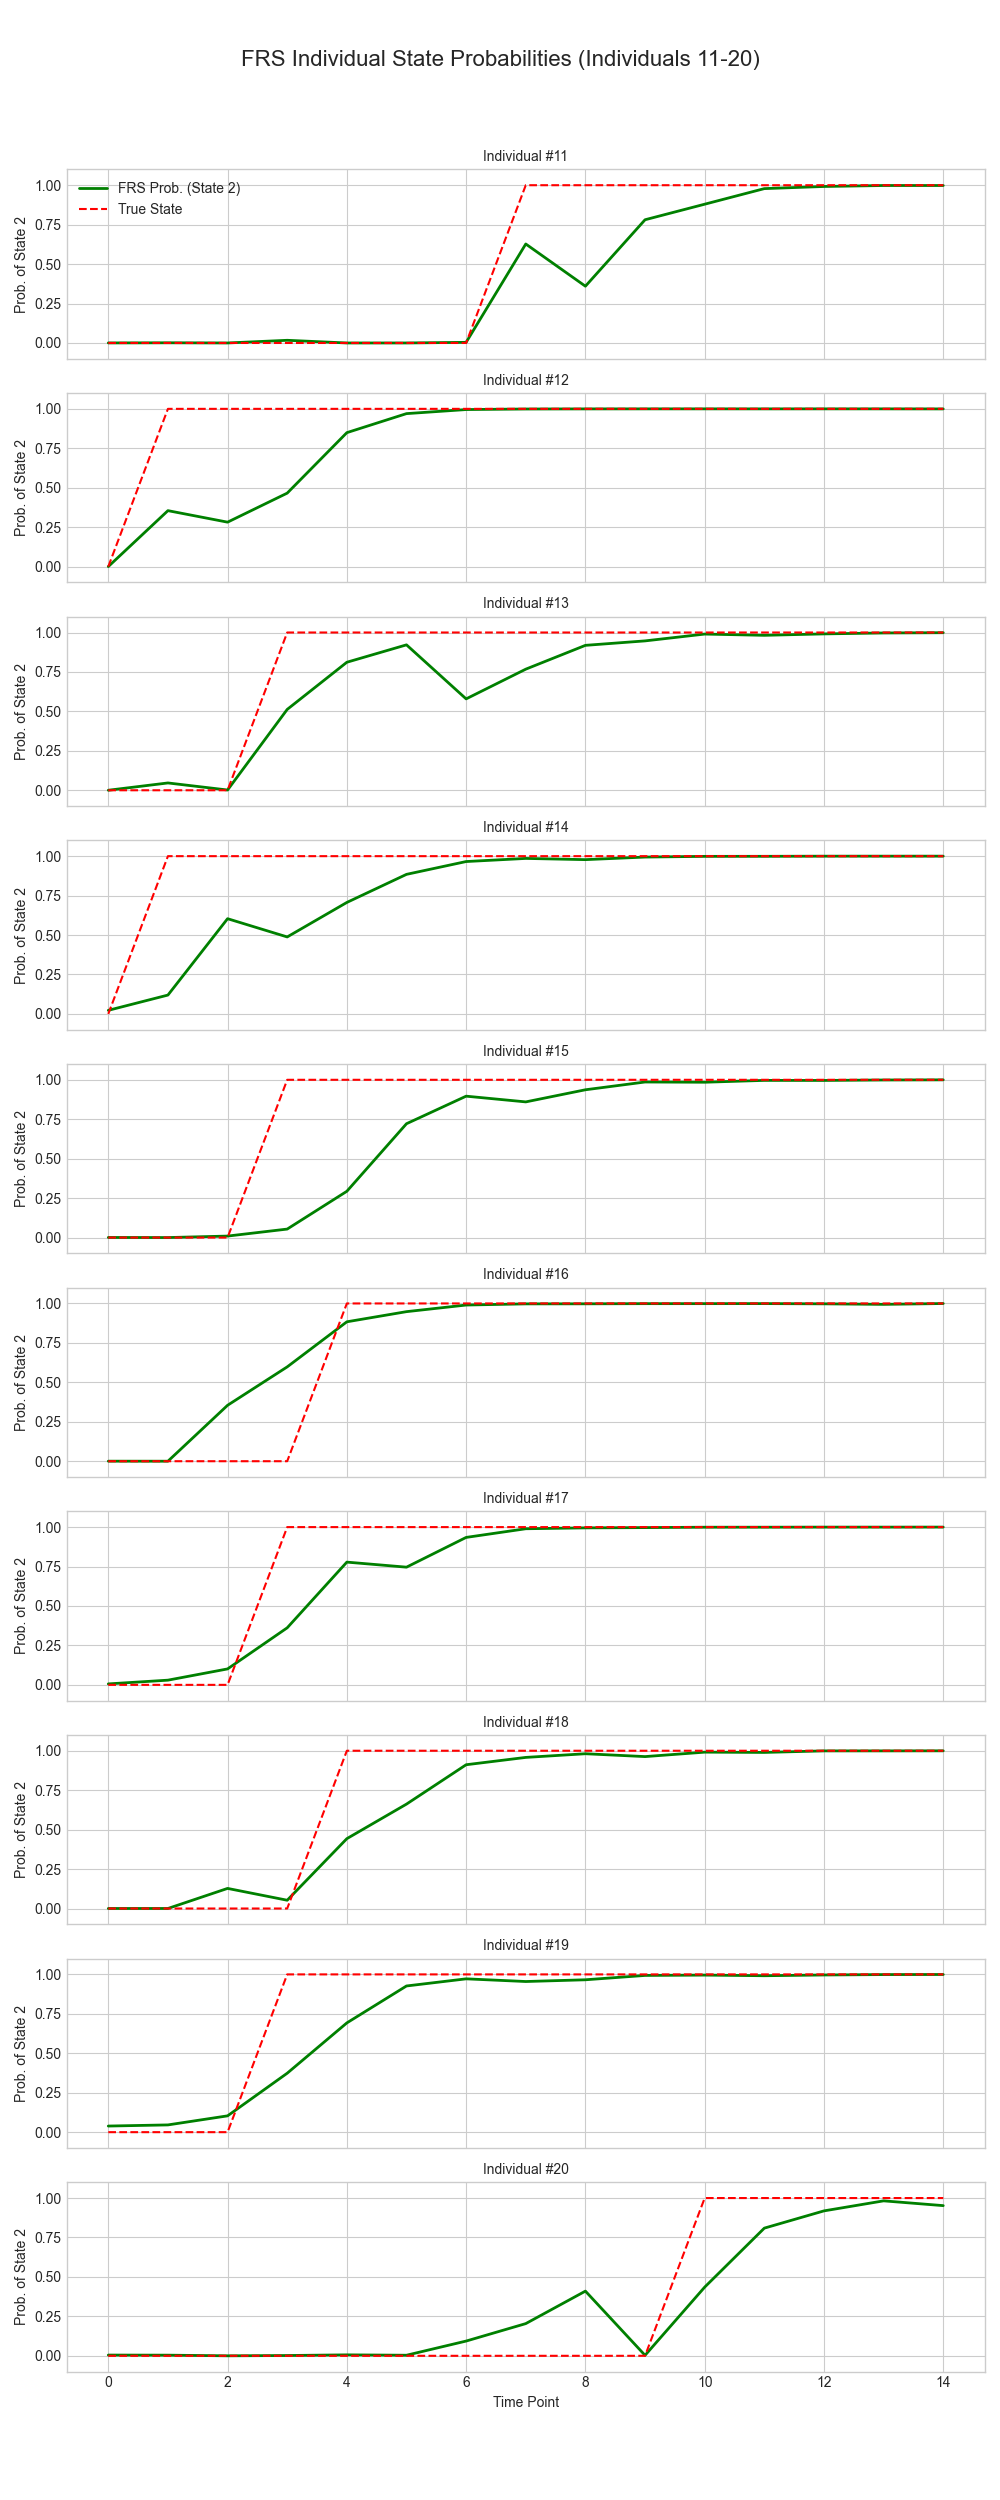 FRS Individual State Probabilities (Individuals 11-20)
Individual #11
1.00
0.75
0.50
0.25
0.00
Prob. of State 2
FRS Prob. (State 2)
True State
Individual #12
1.00
0.75
0.50
0.25
0.00
Prob. of State 2
Individual #13
1.00
0.75
0.50
0.25
0.00
Prob. of State 2
Individual #14
1.00
0.75
0.50
0.25
0.00
Prob. of State 2
Individual #15
1.00
0.75
0.50
0.25
0.00
Prob. of State 2
Individual #16
1.00
0.75
0.50
0.25
0.00
Prob. of State 2
Individual #17
1.00
0.75
0.50
0.25
0.00
Prob. of State 2
Individual #18
1.00
0.75
0.50
0.25
0.00
Prob. of State 2
Individual #19
1.00
0.75
0.50
0.25
0.00
Prob. of State 2
Individual #20
1.00
0.75
0.50
0.25
0.00
Prob. of State 2
0 2 4 6 8 10 12 14
Time Point